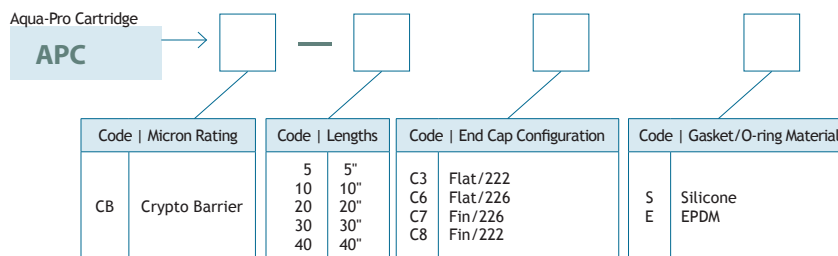 Aqua-Pro Cartridge
APC
—
Code | Micron Rating
CB Crypto Barrier
Code | Lengths
5 5"
10 10"
20 20"
30 30"
40 40"
Code | End Cap Configuration
C3 Flat/222
C6 Flat/226
C7 Fin/226
C8 Fin/222
Code | Gasket/O-ring Material
S Silicone
E EPDM